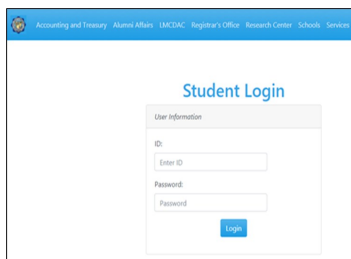 Accounting and Treasury Alumni Affairs LMCDAC Registrar's Office Research Center Schools Services
Student Login
User Information
ID:
Enter ID
Password:
Password
Login